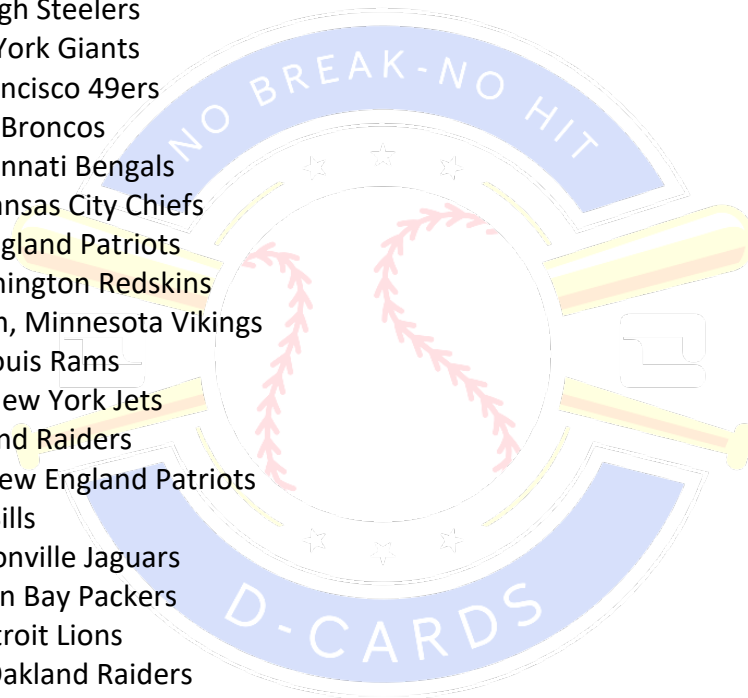 gh Steelers
York Giants
ncisco 49ers
Broncos
nnati Bengals
ansas City Chiefs
gland Patriots
hington Redskins
n, Minnesota Vikings
ouis Rams
New York Jets
nd Raiders
ew England Patriots
ills
onville Jaguars
n Bay Packers
troit Lions
Oakland Raiders
NO BREAK-NO HIT
D-CARDS